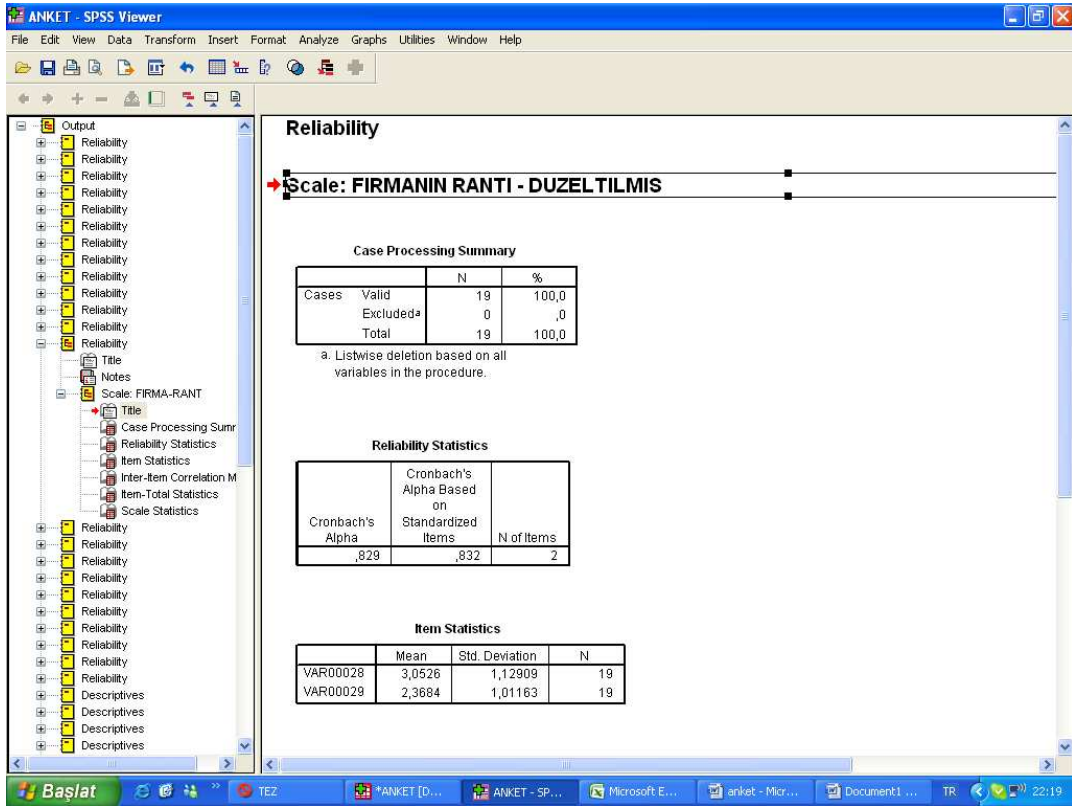 ANKET - SPSS Viewer
File Edit View Data Transform Insert Format Analyze Graphs Utilities Window Help
Output
Reliability
Reliability
Reliability
Reliability
Reliability
Reliability
Reliability
Reliability
Reliability
Reliability
Reliability
Reliability
Reliability
Title
Notes
Scale: FIRMA-RANT
Title
Case Processing Summ
Reliability Statistics
Item Statistics
Inter-Item Correlation M
Item-Total Statistics
Scale Statistics
Reliability
Reliability
Reliability
Reliability
Reliability
Reliability
Reliability
Reliability
Reliability
Reliability
Descriptives
Descriptives
Descriptives
Descriptives
Reliability
Scale: FIRMANIN RANTI - DUZELTILMIS
Case Processing Summary
N %
Cases Valid 19 100,0
Excludedª 0 ,0
Total 19 100,0
a. Listwise deletion based on all
variables in the procedure.
Reliability Statistics
Cronbach's Alpha
Cronbach's Alpha Based on Standardized Items
N of Items
,829 ,832 2
Item Statistics
Mean Std. Deviation N
VAR00028 3,0526 1,12909 19
VAR00029 2,3684 1,01163 19
Başlat TEZ *ANKET [D... ANKET - SP... Microsoft E... anket - Micr... Document1 ... TR 22:19